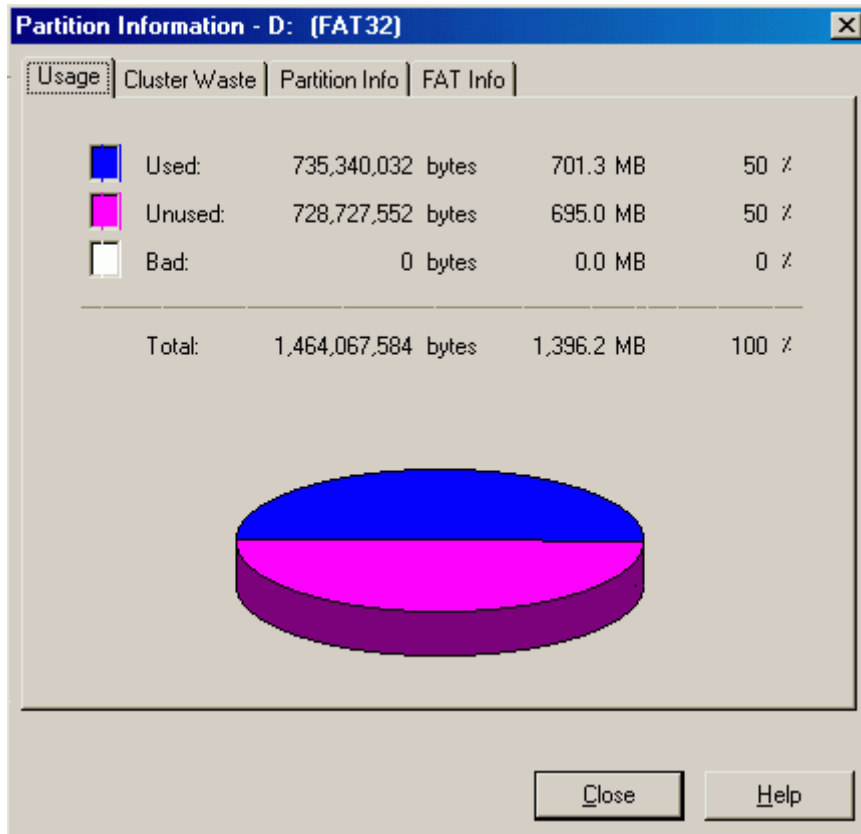 Partition Information - D: (FAT32)
Usage Cluster Waste Partition Info FAT Info
Used: 735,340,032 bytes 701.3 MB 50 %
Unused: 728,727,552 bytes 695.0 MB 50 %
Bad: 0 bytes 0.0 MB 0 %
Total: 1,464,067,584 bytes 1,396.2 MB 100 %
Close Help